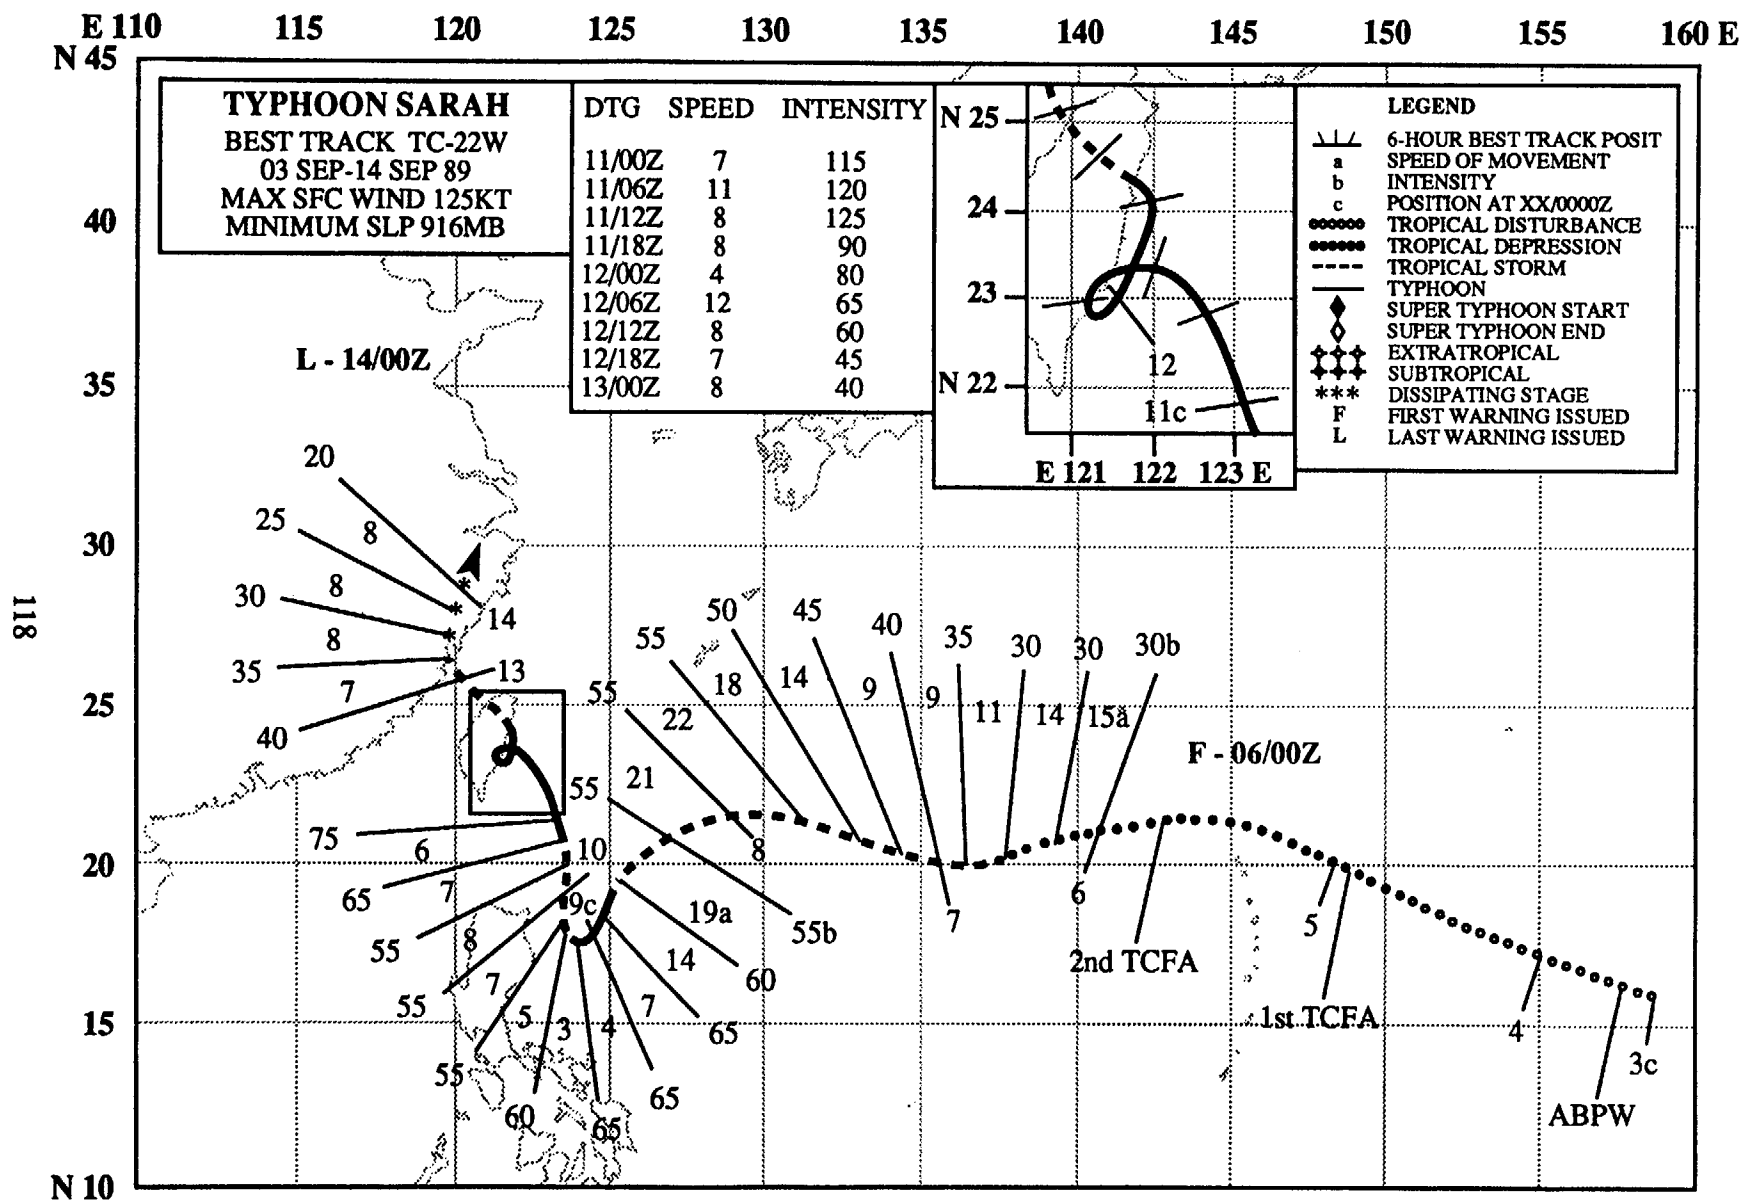 E 110 115 120 125 130 135 140 145 150 155 160 E
N 45
40
35
30
25
20
15
N 10
118
TYPHOON SARAH
BEST TRACK TC-22W
03 SEP-14 SEP 89
MAX SFC WIND 125KT
MINIMUM SLP 916MB
DTG SPEED INTENSITY
11/00Z 7 115
11/06Z 11 120
11/12Z 8 125
11/18Z 8 90
12/00Z 4 80
12/06Z 12 65
12/12Z 8 60
12/18Z 7 45
13/00Z 8 40
N 25
24
23
N 22
12
11c
E 121 122 123 E
LEGEND
6-HOUR BEST TRACK POSIT
a SPEED OF MOVEMENT
b INTENSITY
c POSITION AT XX/0000Z
TROPICAL DISTURBANCE
TROPICAL DEPRESSION
TROPICAL STORM
TYPHOON
SUPER TYPHOON START
SUPER TYPHOON END
EXTRATROPICAL
SUBTROPICAL
*** DISSIPATING STAGE
F FIRST WARNING ISSUED
L LAST WARNING ISSUED
L - 14/00Z
20
25 8
30 8
14
35 8
13
40 7
75
6
65 7
10
55
8
9c
55 7
55 5
60 3
65 4
65 7
65 14
60 19a
55b
55 21
55 22
55 18
50 14
45 9
40 9
35 11
30 14
30 15a
30b
8
7
6
F - 06/00Z
2nd TCFA
5
1st TCFA
4
ABPW
3c